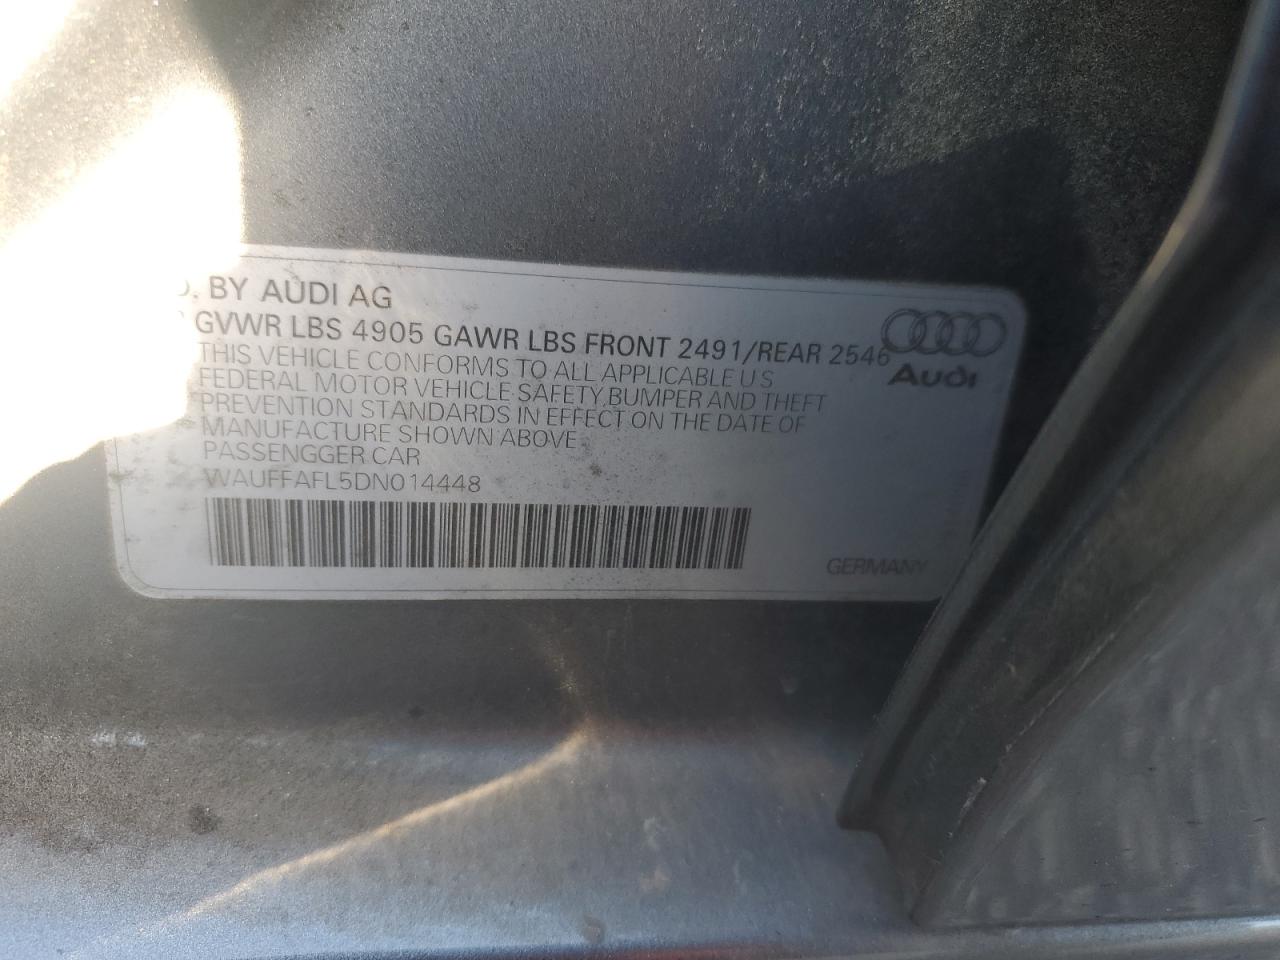 BY AUDI AG
GVWR LBS 4905 GAWR LBS FRONT 2491/REAR 2546
THIS VEHICLE CONFORMS TO ALL APPLICABLE U S
FEDERAL MOTOR VEHICLE SAFETY, BUMPER AND THEFT
PREVENTION STANDARDS IN EFFECT ON THE DATE OF
MANUFACTURE SHOWN ABOVE
PASSENGGER CAR
WAUFFAFL5DN014448
Audi
GERMANY